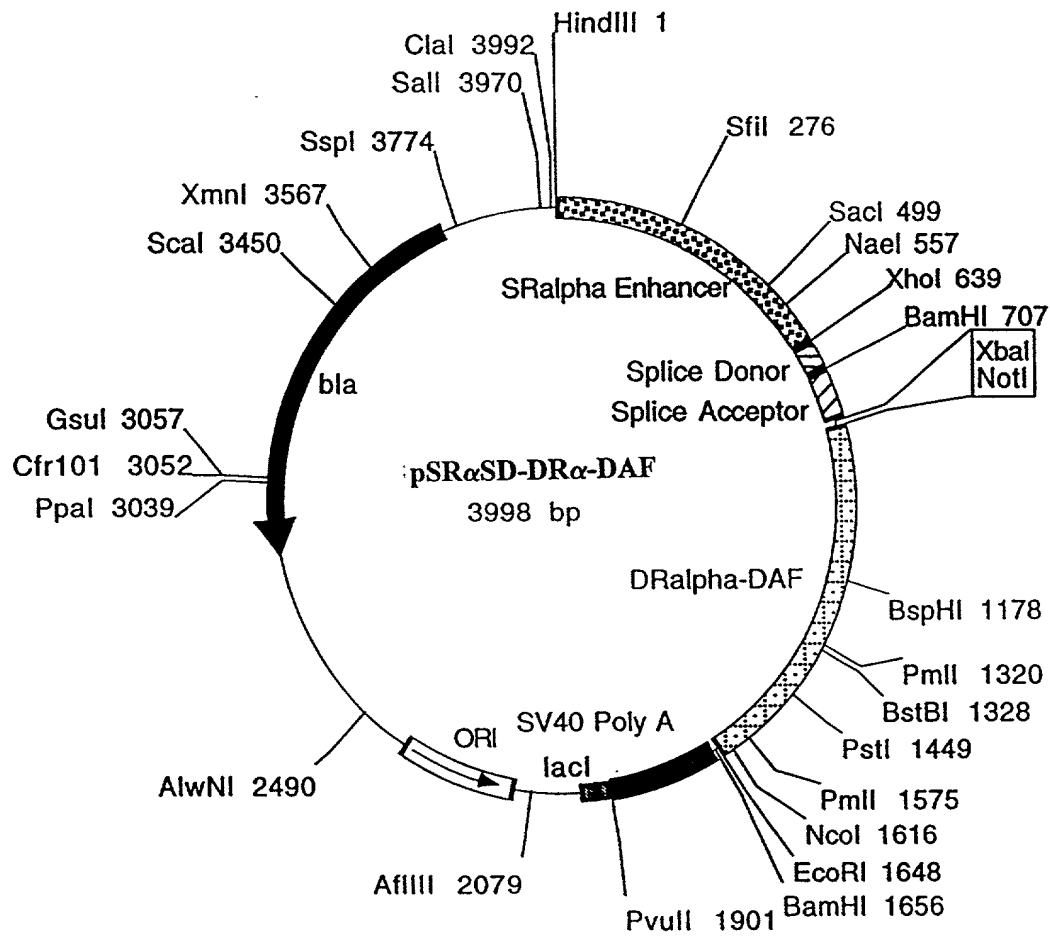 HindIII 1
ClaI 3992
SalI 3970
SspI 3774
SfiI 276
XmnI 3567
ScaI 3450
SacI 499
NaeI 557
XhoI 639
BamHI 707
XbaI
NotI
SRalpha Enhancer
Splice Donor
Splice Acceptor
bla
GsuI 3057
Cfr101 3052
PpaI 3039
pSRαSD-DRα-DAF
3998 bp
DRalpha-DAF
BspHI 1178
PmlI 1320
BstBI 1328
PstI 1449
PmlI 1575
NcoI 1616
EcoRI 1648
BamHI 1656
SV40 Poly A
ORI
lacI
AlwNI 2490
AflIII 2079
PvuII 1901